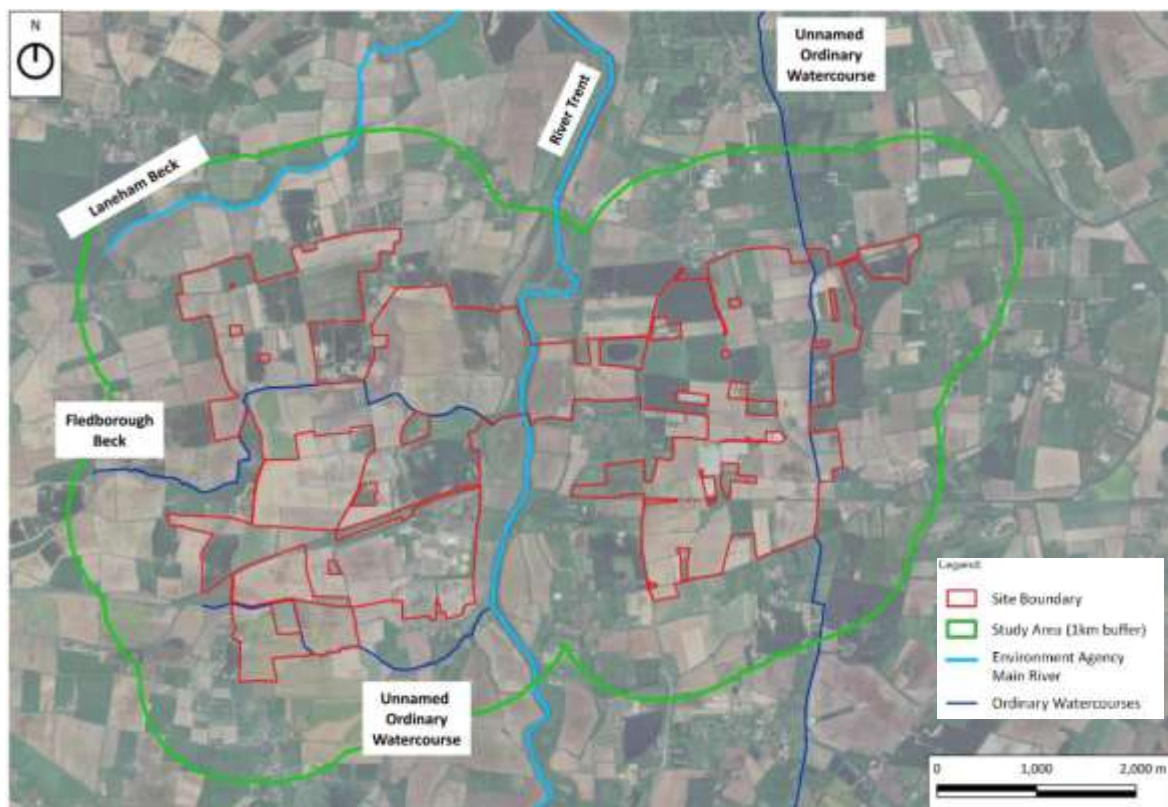 N
Unnamed
Ordinary
Watercourse
River Trent
Laneham Beck
Fledborough
Beck
Unnamed
Ordinary
Watercourse
Legend:
Site Boundary
Study Area (1km buffer)
Environment Agency
Main River
Ordinary Watercourses
0 1,000 2,000 m